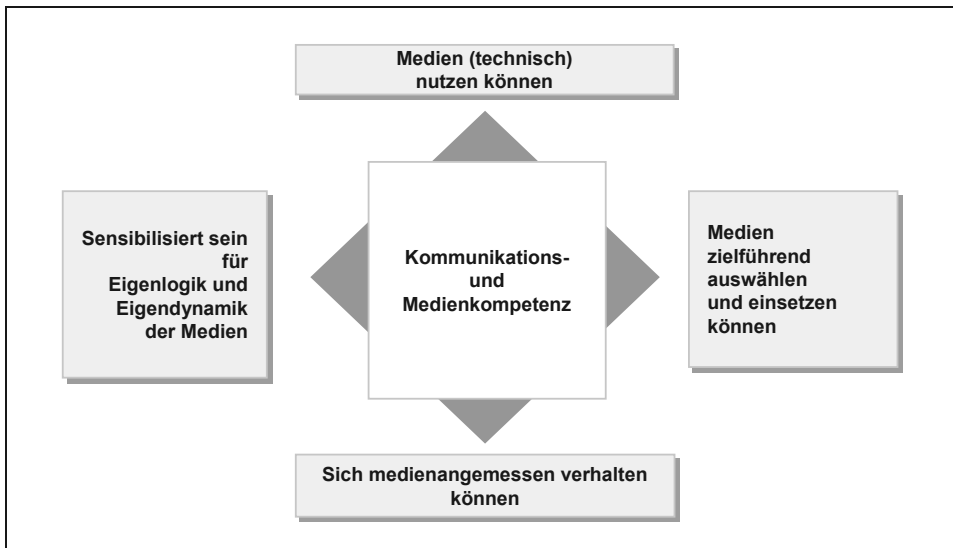 Medien (technisch)
nutzen können
Sensibilisiert sein
für
Eigenlogik und
Eigendynamik
der Medien
Kommunikations-
und
Medienkompetenz
Medien
zielführend
auswählen
und einsetzen
können
Sich medienangemessen verhalten
können